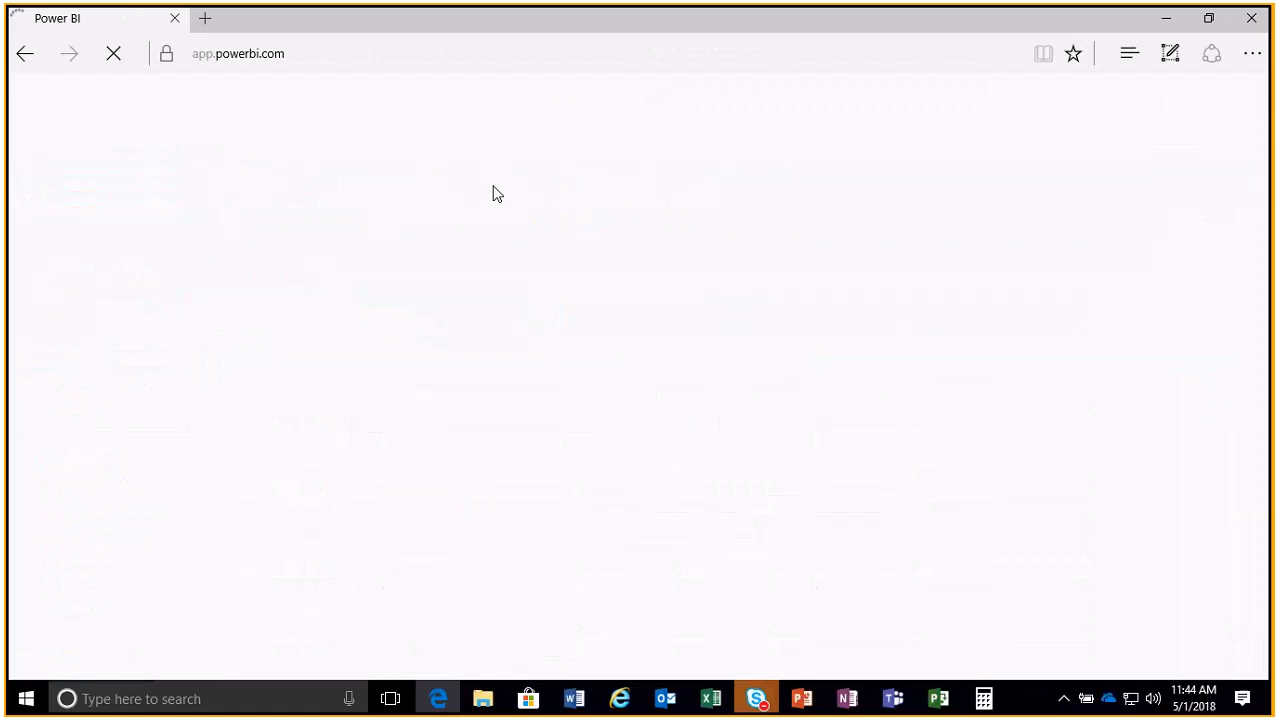 Power BI
app.powerbi.com
Type here to search
11:44 AM
5/1/2018